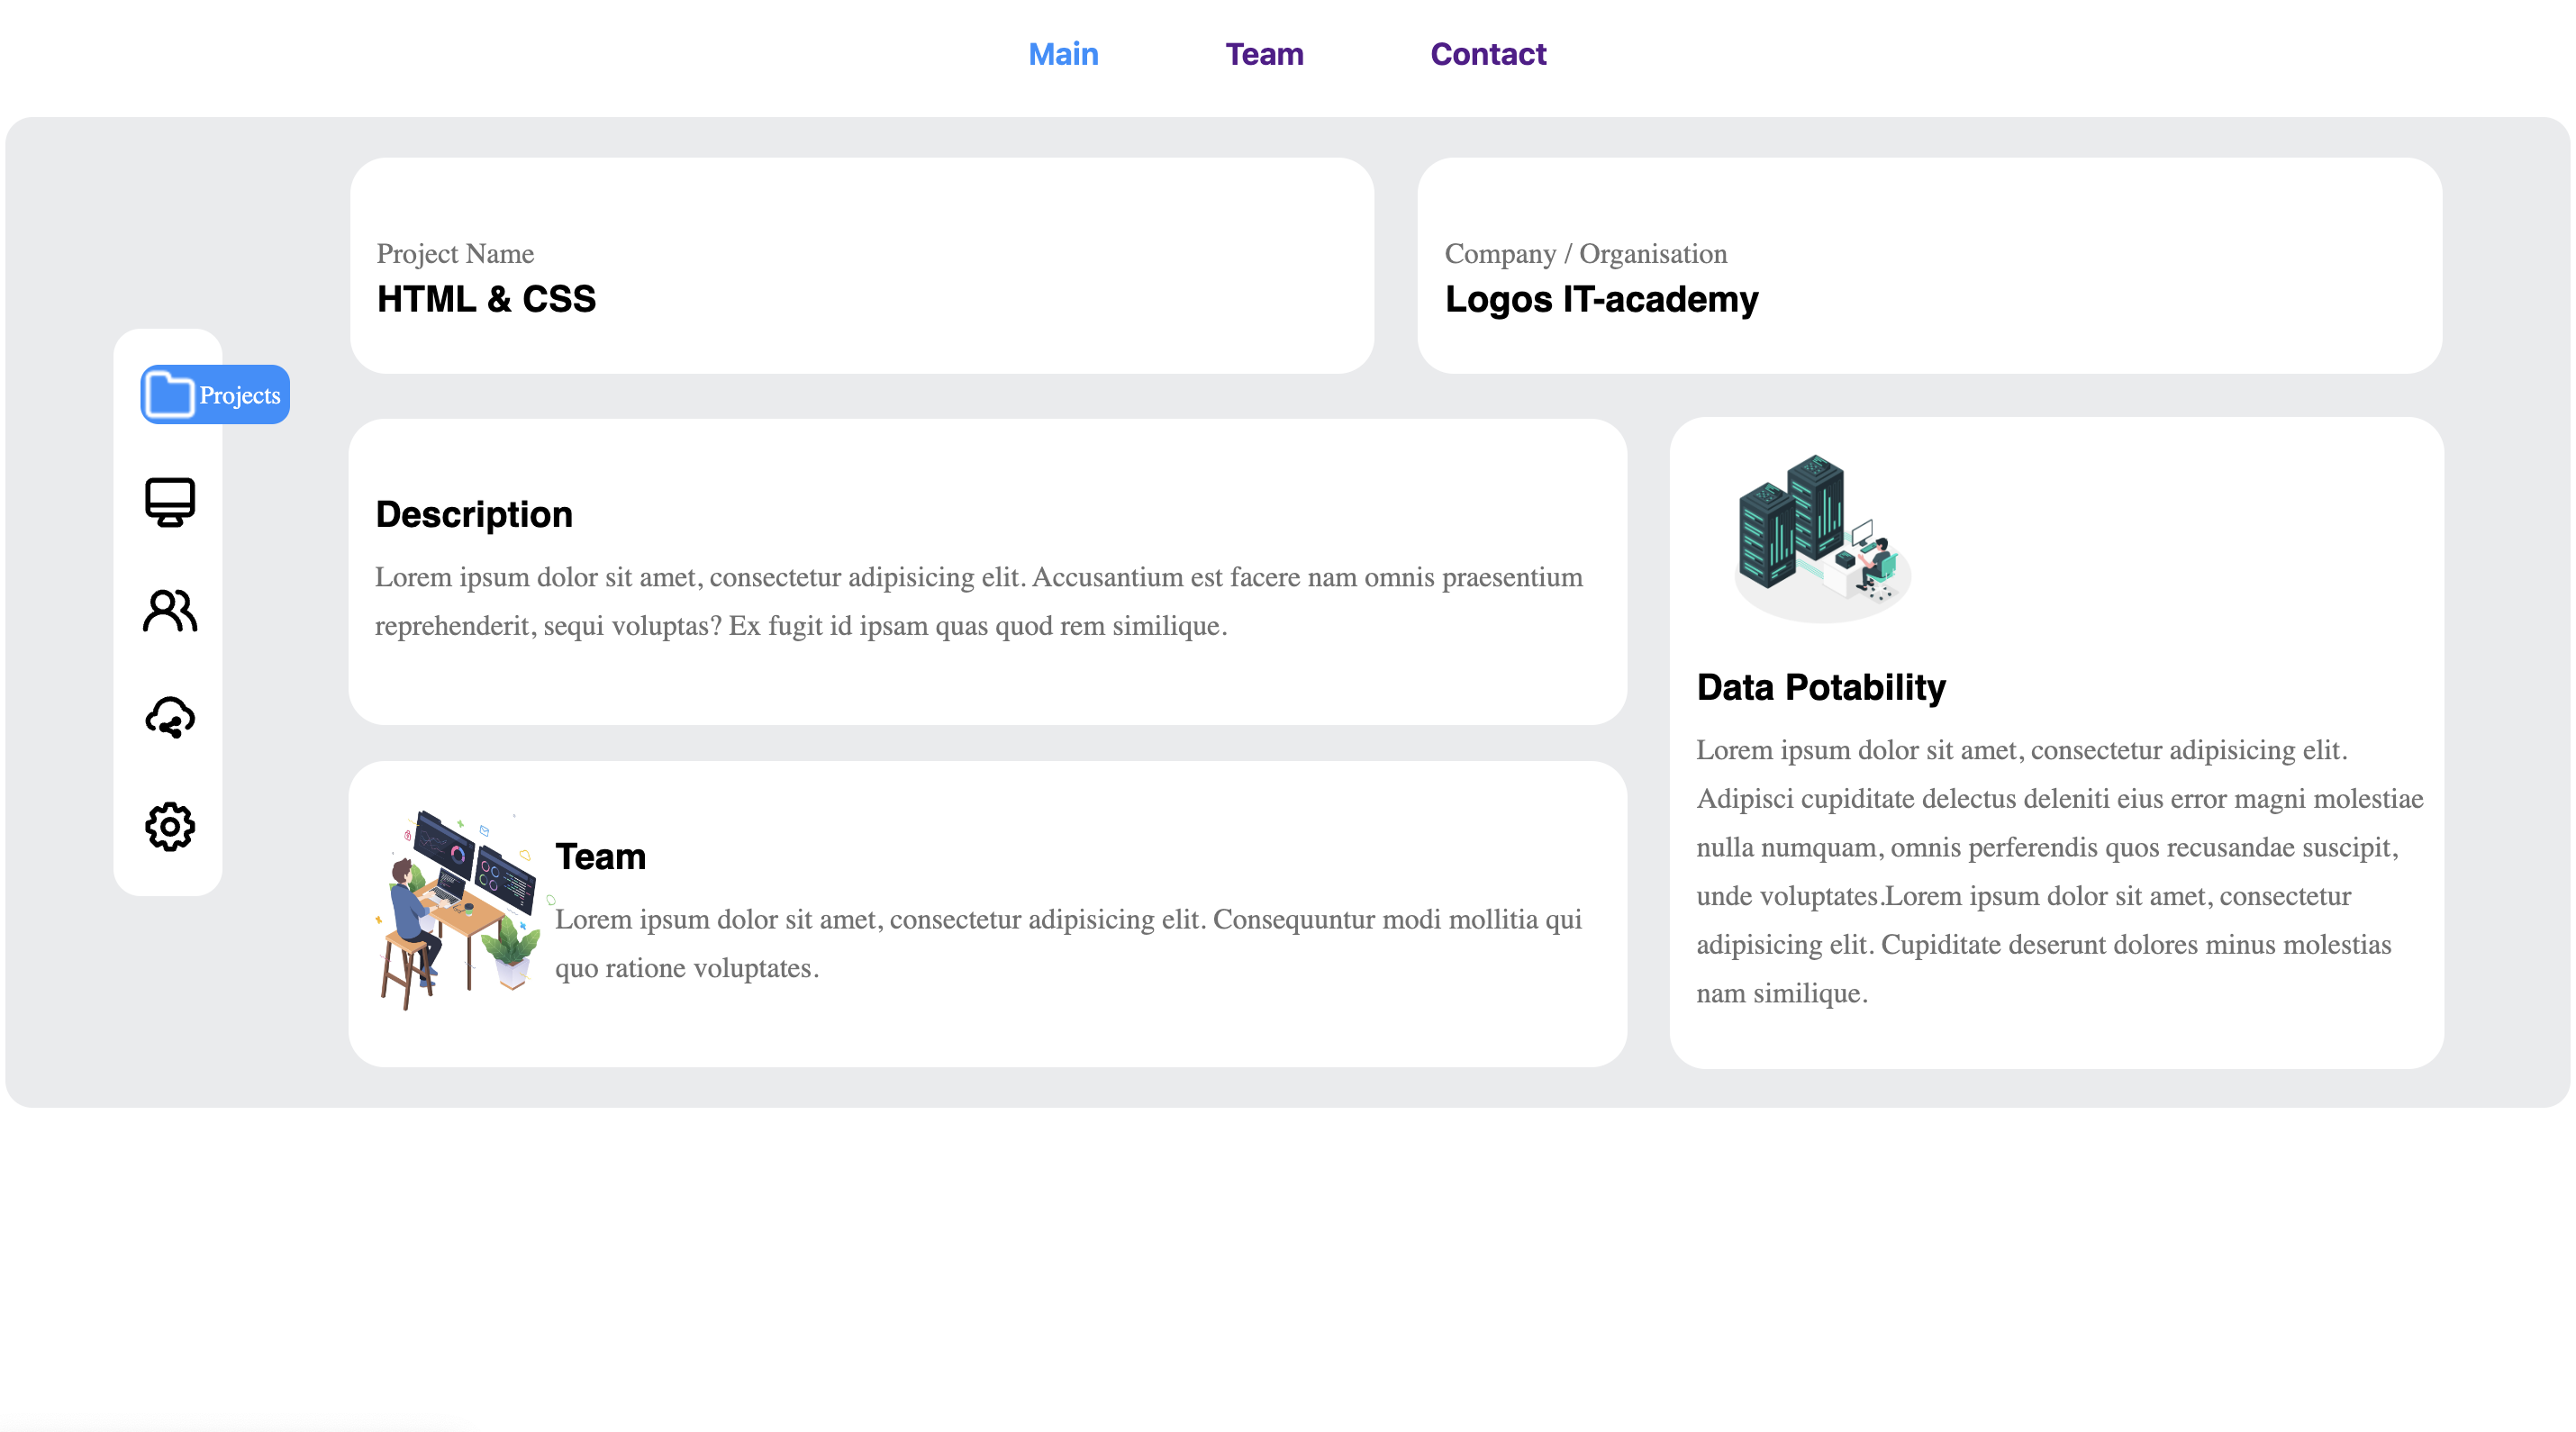 Main
Team
Contact
Project Name
HTML & CSS
Company / Organisation
Logos IT-academy
Projects
Description
Lorem ipsum dolor sit amet, consectetur adipisicing elit. Accusantium est facere nam omnis praesentium
reprehenderit, sequi voluptas? Ex fugit id ipsam quas quod rem similique.
Team
Lorem ipsum dolor sit amet, consectetur adipisicing elit. Consequuntur modi mollitia qui
quo ratione voluptates.
Data Potability
Lorem ipsum dolor sit amet, consectetur adipisicing elit.
Adipisci cupiditate delectus deleniti eius error magni molestiae
nulla numquam, omnis perferendis quos recusandae suscipit,
unde voluptates.Lorem ipsum dolor sit amet, consectetur
adipisicing elit. Cupiditate deserunt dolores minus molestias
nam similique.